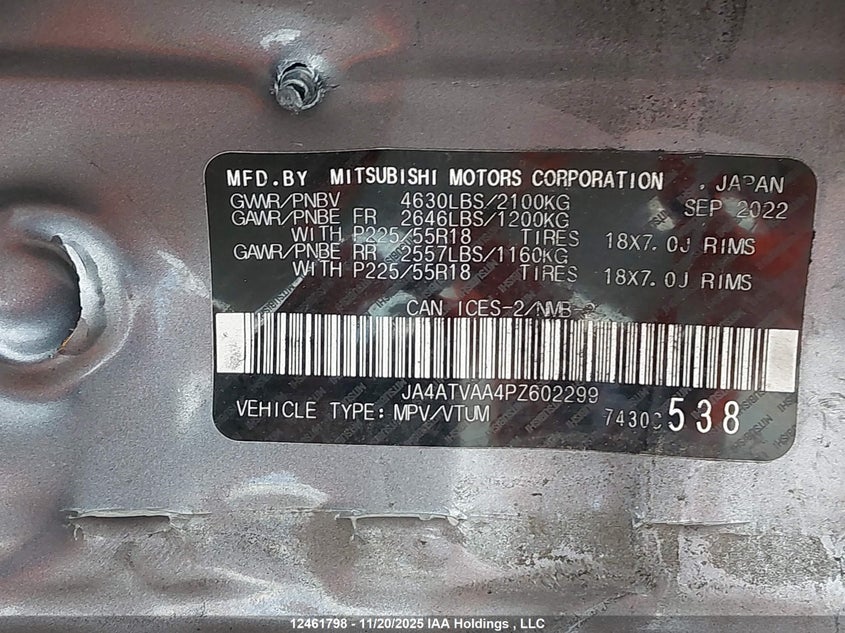 MFD.BY MITSUBISHI MOTORS CORPORATION , JAPAN
GVWR/PNBV 4630LBS/2100KG SEP 2022
GAWR/PNBE FR 2646LBS/1200KG
WITH P225/55R18 TIRES 18X7.0J RIMS
GAWR/PNBE RR 2557LBS/1160KG
WITH P225/55R18 TIRES 18X7.0J RIMS
CAN ICES-2/NMB-2
JA4ATVAA4PZ602299
VEHICLE TYPE: MPV/VTUM 7430C538
12461798 - 11/20/2025 IAA Holdings , LLC